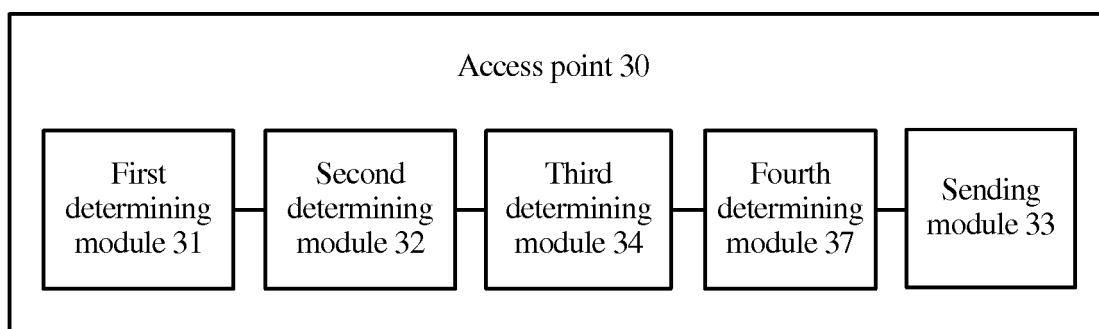 Access point 30
First
determining
module 31
Second
determining
module 32
Third
determining
module 34
Fourth
determining
module 37
Sending
module 33